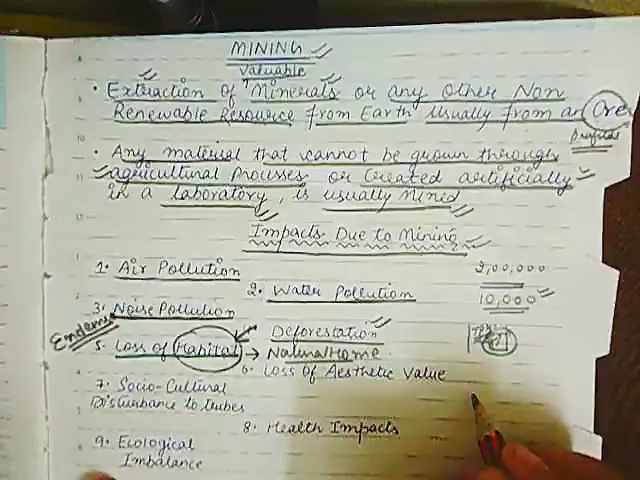 MINING
Valuable
• Extraction of Minerals or any other Non
Renewable Resource from Earth usually from an Ore
• Any material that cannot be grown through
agricultural processes or created artificially
in a laboratory, is usually mined
Impacts Due to Mining
1. Air Pollution
2,00,000
2. Water Pollution
10,000
3. Noise Pollution
Deforestation
Endemic
5. Loss of Habitat → Natural Home
6. Loss of Aesthetic Value
7. Socio-Cultural
Disturbance to tribes
8. Health Impacts
9. Ecological
Imbalance